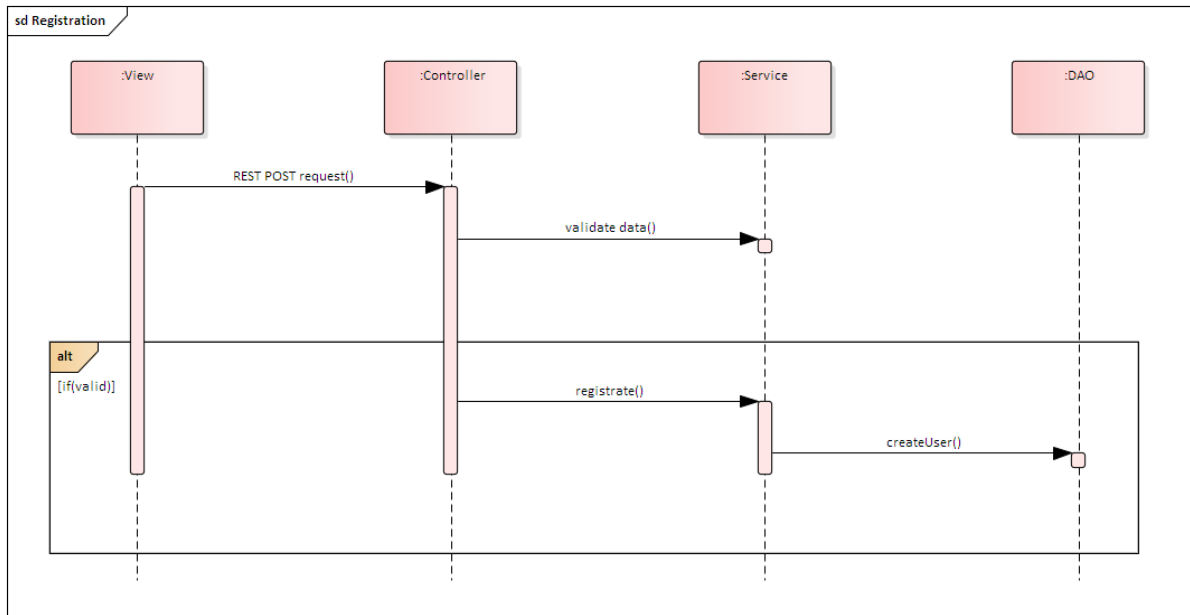 sd Registration
:View
:Controller
:Service
:DAO
REST POST request()
validate data()
alt
[if(valid)]
registrate()
createUser()